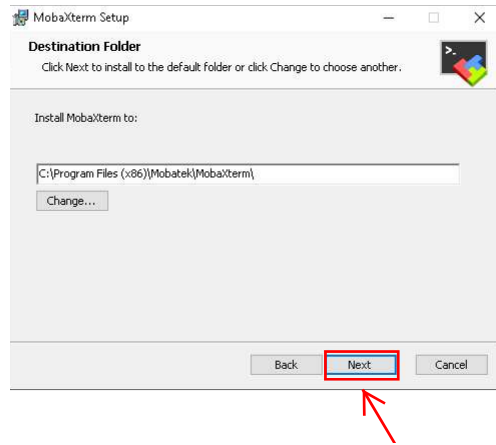 MobaXterm Setup
Destination Folder
Click Next to install to the default folder or click Change to choose another.
Install MobaXterm to:
C:\Program Files (x86)\Mobatek\MobaXterm\
Change...
Back Next Cancel